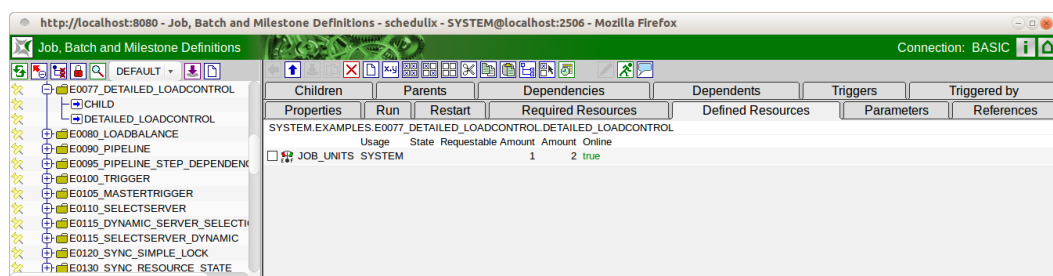 http://localhost:8080 - Job, Batch and Milestone Definitions - schedulix - SYSTEM@localhost:2506 - Mozilla Firefox
Job, Batch and Milestone Definitions
Connection: BASIC
DEFAULT
E0077_DETAILED_LOADCONTROL
CHILD
DETAILED_LOADCONTROL
E0080_LOADBALANCE
E0090_PIPELINE
E0095_PIPELINE_STEP_DEPENDEN
E0100_TRIGGER
E0105_MASTERTRIGGER
E0110_SELECTSERVER
E0115_DYNAMIC_SERVER_SELECTI
E0115_SELECTSERVER_DYNAMIC
E0120_SYNC_SIMPLE_LOCK
E0130_SYNC_RESOURCE_STATE
Children Parents Dependencies Dependents Triggers Triggered by
Properties Run Restart Required Resources Defined Resources Parameters References
SYSTEM.EXAMPLES.E0077_DETAILED_LOADCONTROL.DETAILED_LOADCONTROL
Usage State Requestable Amount Amount Online
JOB_UNITS SYSTEM 1 2 true